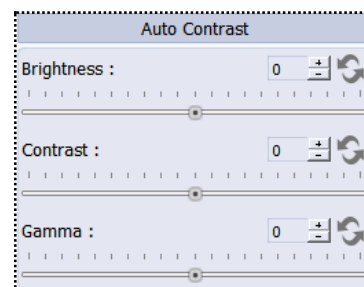 Auto Contrast
Brightness : 0 + -
Contrast : 0 + -
Gamma : 0 + -